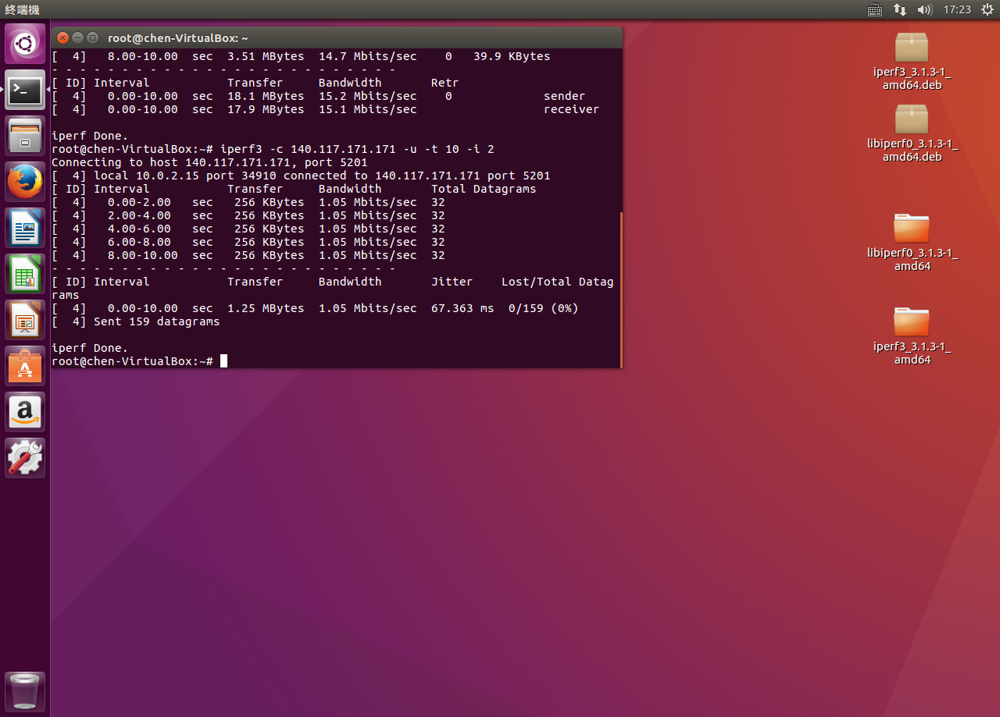 終端機
17:23
root@chen-VirtualBox: ~
[  4]   8.00-10.00  sec  3.51 MBytes  14.7 Mbits/sec    0   39.9 KBytes
- - - - - - - - - - - - - - - - - - - - - - - - -
[ ID] Interval           Transfer     Bandwidth       Retr
[  4]   0.00-10.00  sec  18.1 MBytes  15.2 Mbits/sec    0             sender
[  4]   0.00-10.00  sec  17.9 MBytes  15.1 Mbits/sec                  receiver

iperf Done.
root@chen-VirtualBox:~# iperf3 -c 140.117.171.171 -u -t 10 -i 2
Connecting to host 140.117.171.171, port 5201
[  4] local 10.0.2.15 port 34910 connected to 140.117.171.171 port 5201
[ ID] Interval           Transfer     Bandwidth       Total Datagrams
[  4]   0.00-2.00   sec   256 KBytes  1.05 Mbits/sec  32
[  4]   2.00-4.00   sec   256 KBytes  1.05 Mbits/sec  32
[  4]   4.00-6.00   sec   256 KBytes  1.05 Mbits/sec  32
[  4]   6.00-8.00   sec   256 KBytes  1.05 Mbits/sec  32
[  4]   8.00-10.00  sec   256 KBytes  1.05 Mbits/sec  32
- - - - - - - - - - - - - - - - - - - - - - - - -
[ ID] Interval           Transfer     Bandwidth       Jitter    Lost/Total Datag
rams
[  4]   0.00-10.00  sec  1.25 MBytes  1.05 Mbits/sec  67.363 ms  0/159 (0%)
[  4] Sent 159 datagrams

iperf Done.
root@chen-VirtualBox:~#
iperf3_3.1.3-1_
amd64.deb
libiperf0_3.1.3-1_
amd64.deb
libiperf0_3.1.3-1_
amd64
iperf3_3.1.3-1_
amd64